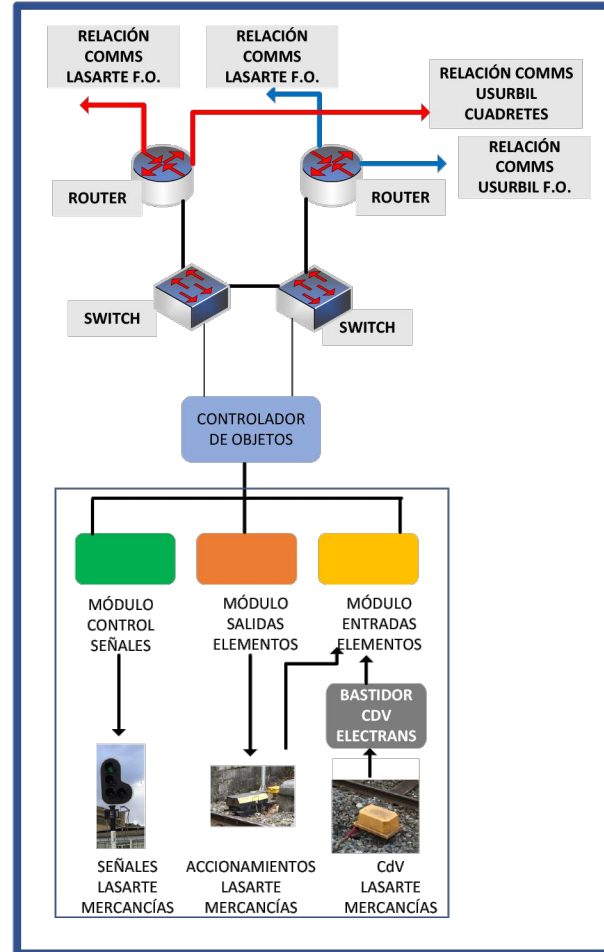 RELACIÓN
COMMS
LASARTE F.O.
RELACIÓN
COMMS
LASARTE F.O.
RELACIÓN COMMS
USURBIL
CUADRETES
RELACIÓN
COMMS
USURBIL F.O.
ROUTER
ROUTER
SWITCH
SWITCH
CONTROLADOR
DE OBJETOS
MÓDULO
CONTROL
SEÑALES
MÓDULO
SALIDAS
ELEMENTOS
MÓDULO
ENTRADAS
ELEMENTOS
BASTIDOR
CDV
ELECTRANS
SEÑALES
LASARTE
MERCANCÍAS
ACCIONAMIENTOS
LASARTE
MERCANCÍAS
CdV
LASARTE
MERCANCÍAS